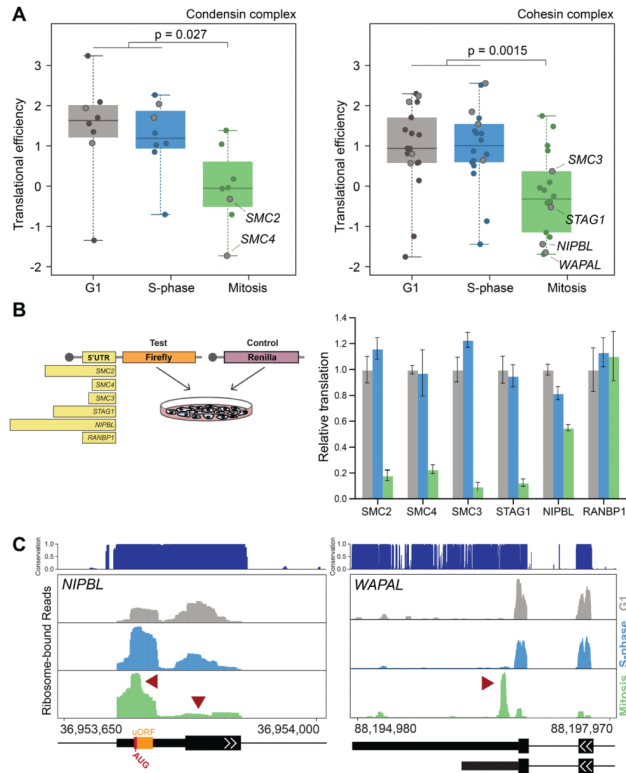 A
Condensin complex
p = 0.027
Translational efficiency
3
2
1
0
-1
-2
SMC2
SMC4
G1
S-phase
Mitosis
Cohesin complex
p = 0.0015
Translational efficiency
3
2
1
0
-1
-2
SMC3
STAG1
NIPBL
WAPAL
G1
S-phase
Mitosis
B
Test
Control
5'UTR
Firefly
Renilla
SMC2
SMC4
SMC3
STAG1
NIPBL
RANBP1
Relative translation
1.4
1.2
1.0
0.8
0.6
0.4
0.2
0.0
SMC2
SMC4
SMC3
STAG1
NIPBL
RANBP1
C
Conservation
1.0
0.5
0.0
NIPBL
Ribosome-bound Reads
36,953,650
36,954,000
uORF
AUG
Conservation
1.0
0.5
0.0
WAPAL
G1
S-phase
Mitosis
88,194,980
88,197,970